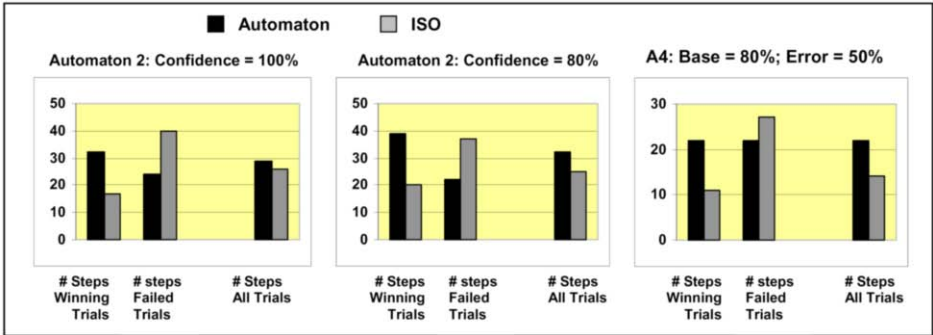 Automaton ISO
Automaton 2: Confidence = 100%
50
40
30
20
10
0
# Steps Winning Trials
# steps Failed Trials
# Steps All Trials
Automaton 2: Confidence = 80%
50
40
30
20
10
0
# Steps Winning Trials
# steps Failed Trials
# Steps All Trials
A4: Base = 80%; Error = 50%
30
20
10
0
# Steps Winning Trials
# steps Failed Trials
# Steps All Trials